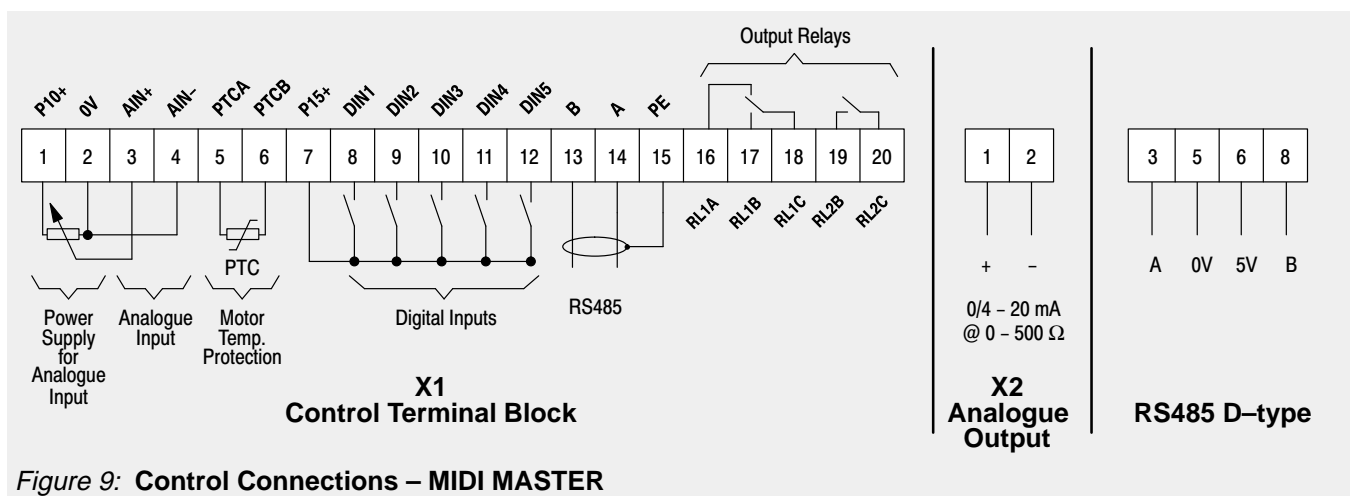 Output Relays
P10+ 0V AIN+ AIN– PTCA PTCB P15+ DIN1 DIN2 DIN3 DIN4 DIN5 B A PE
1 2 3 4 5 6 7 8 9 10 11 12 13 14 15 16 17 18 19 20
RL1A RL1B RL1C RL2B RL2C
PTC
Power
Supply
for
Analogue
Input
Analogue
Input
Motor
Temp.
Protection
Digital Inputs
RS485
X1
Control Terminal Block
1 2
+ –
0/4 – 20 mA
@ 0 – 500 Ω
X2
Analogue
Output
3 5 6 8
A 0V 5V B
RS485 D–type
Figure 9: Control Connections – MIDI MASTER